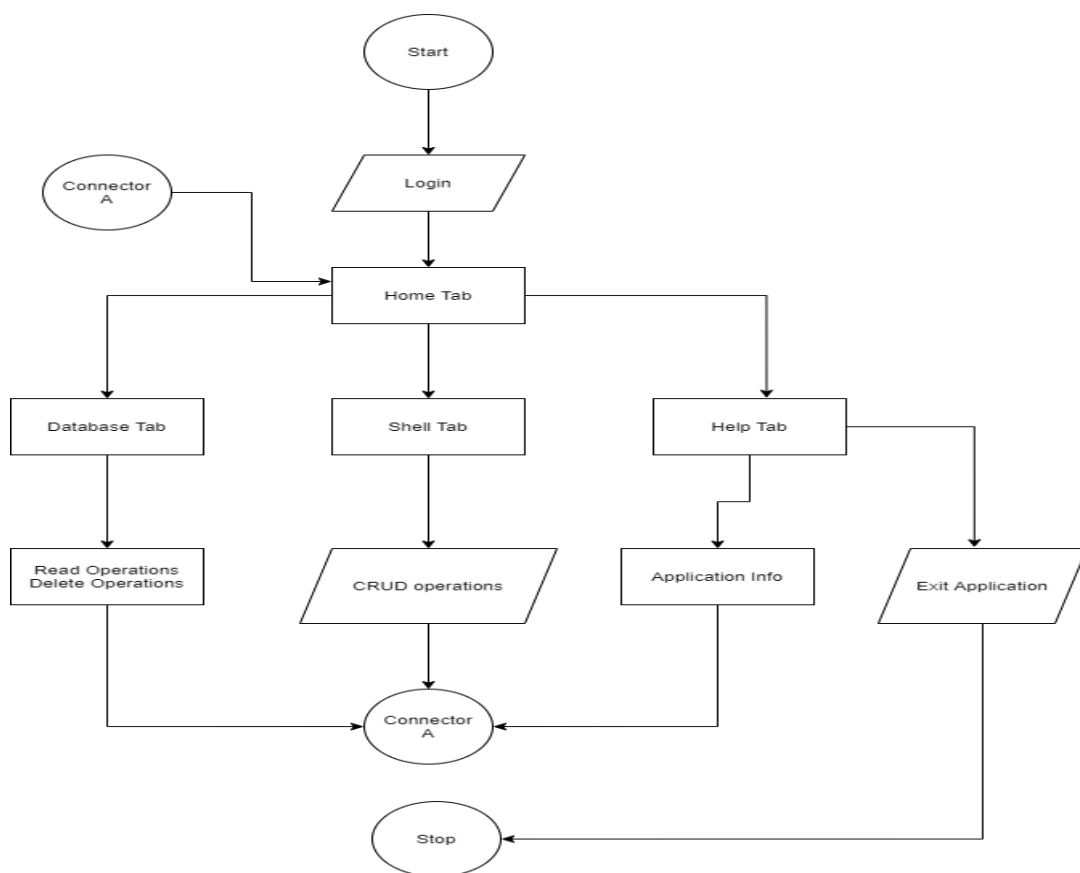 Start
Login
Connector
A
Home Tab
Database Tab
Shell Tab
Help Tab
Read Operations
Delete Operations
CRUD operations
Application Info
Exit Application
Connector
A
Stop